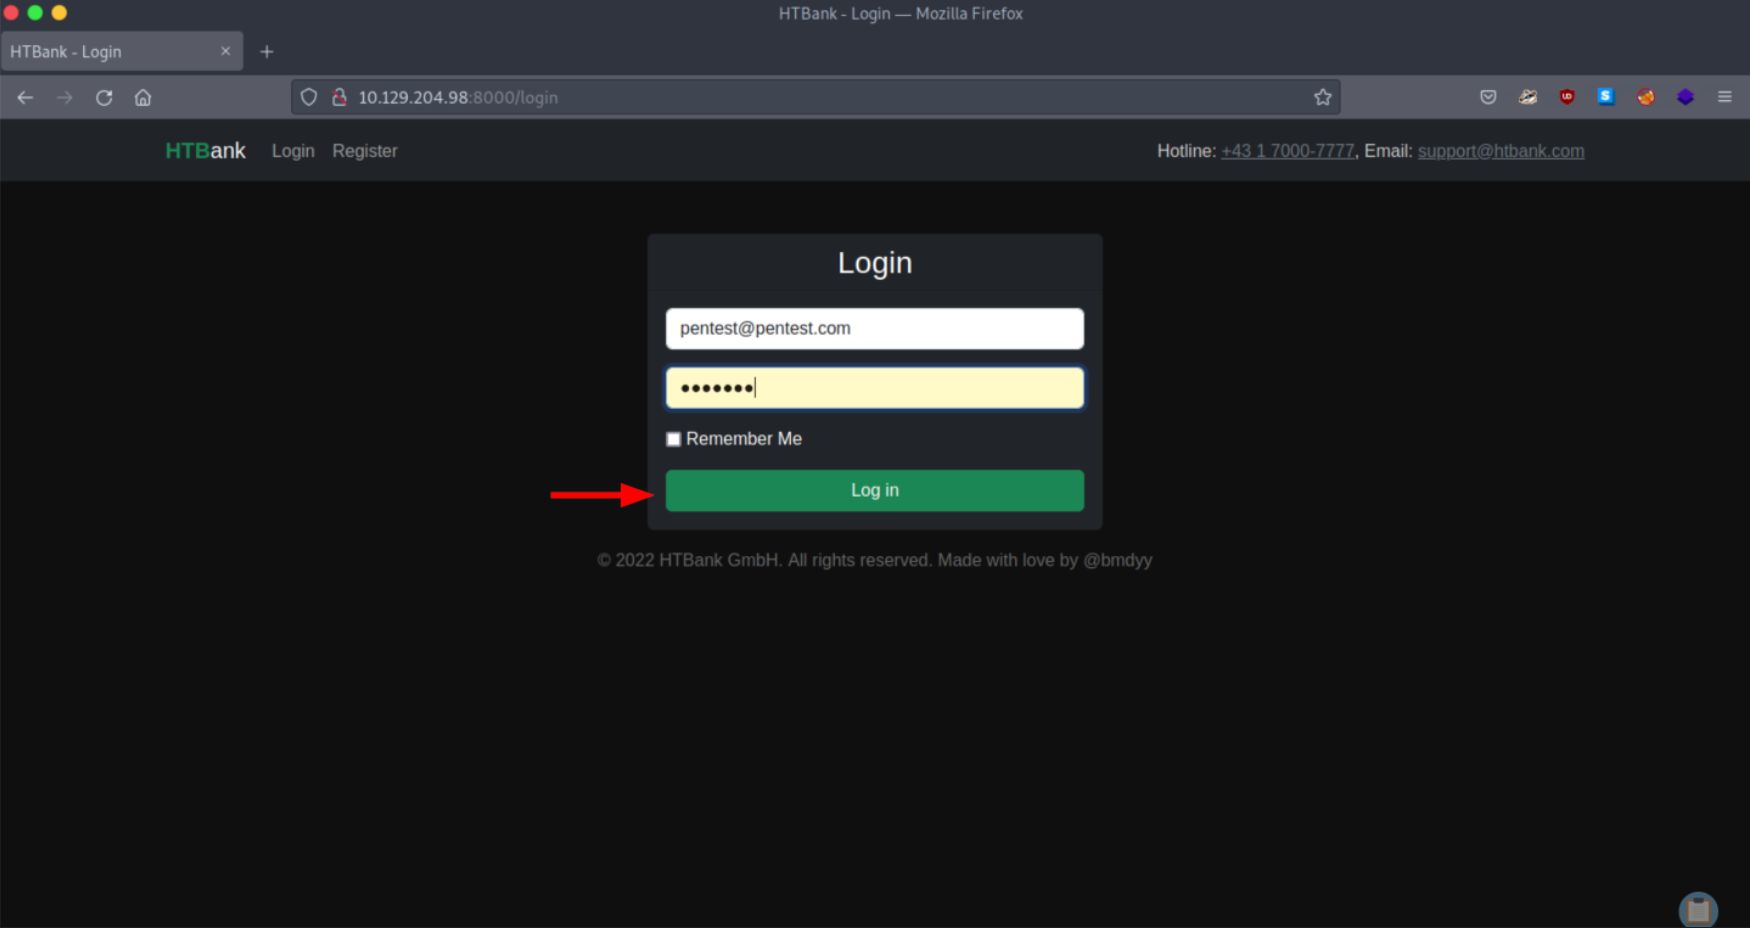 HTBank - Login — Mozilla Firefox
HTBank - Login
10.129.204.98:8000/login
HTBank Login Register Hotline: +43 1 7000-7777, Email: support@htbank.com
Login
pentest@pentest.com
•••••••
Remember Me
Log in
© 2022 HTBank GmbH. All rights reserved. Made with love by @bmdyy